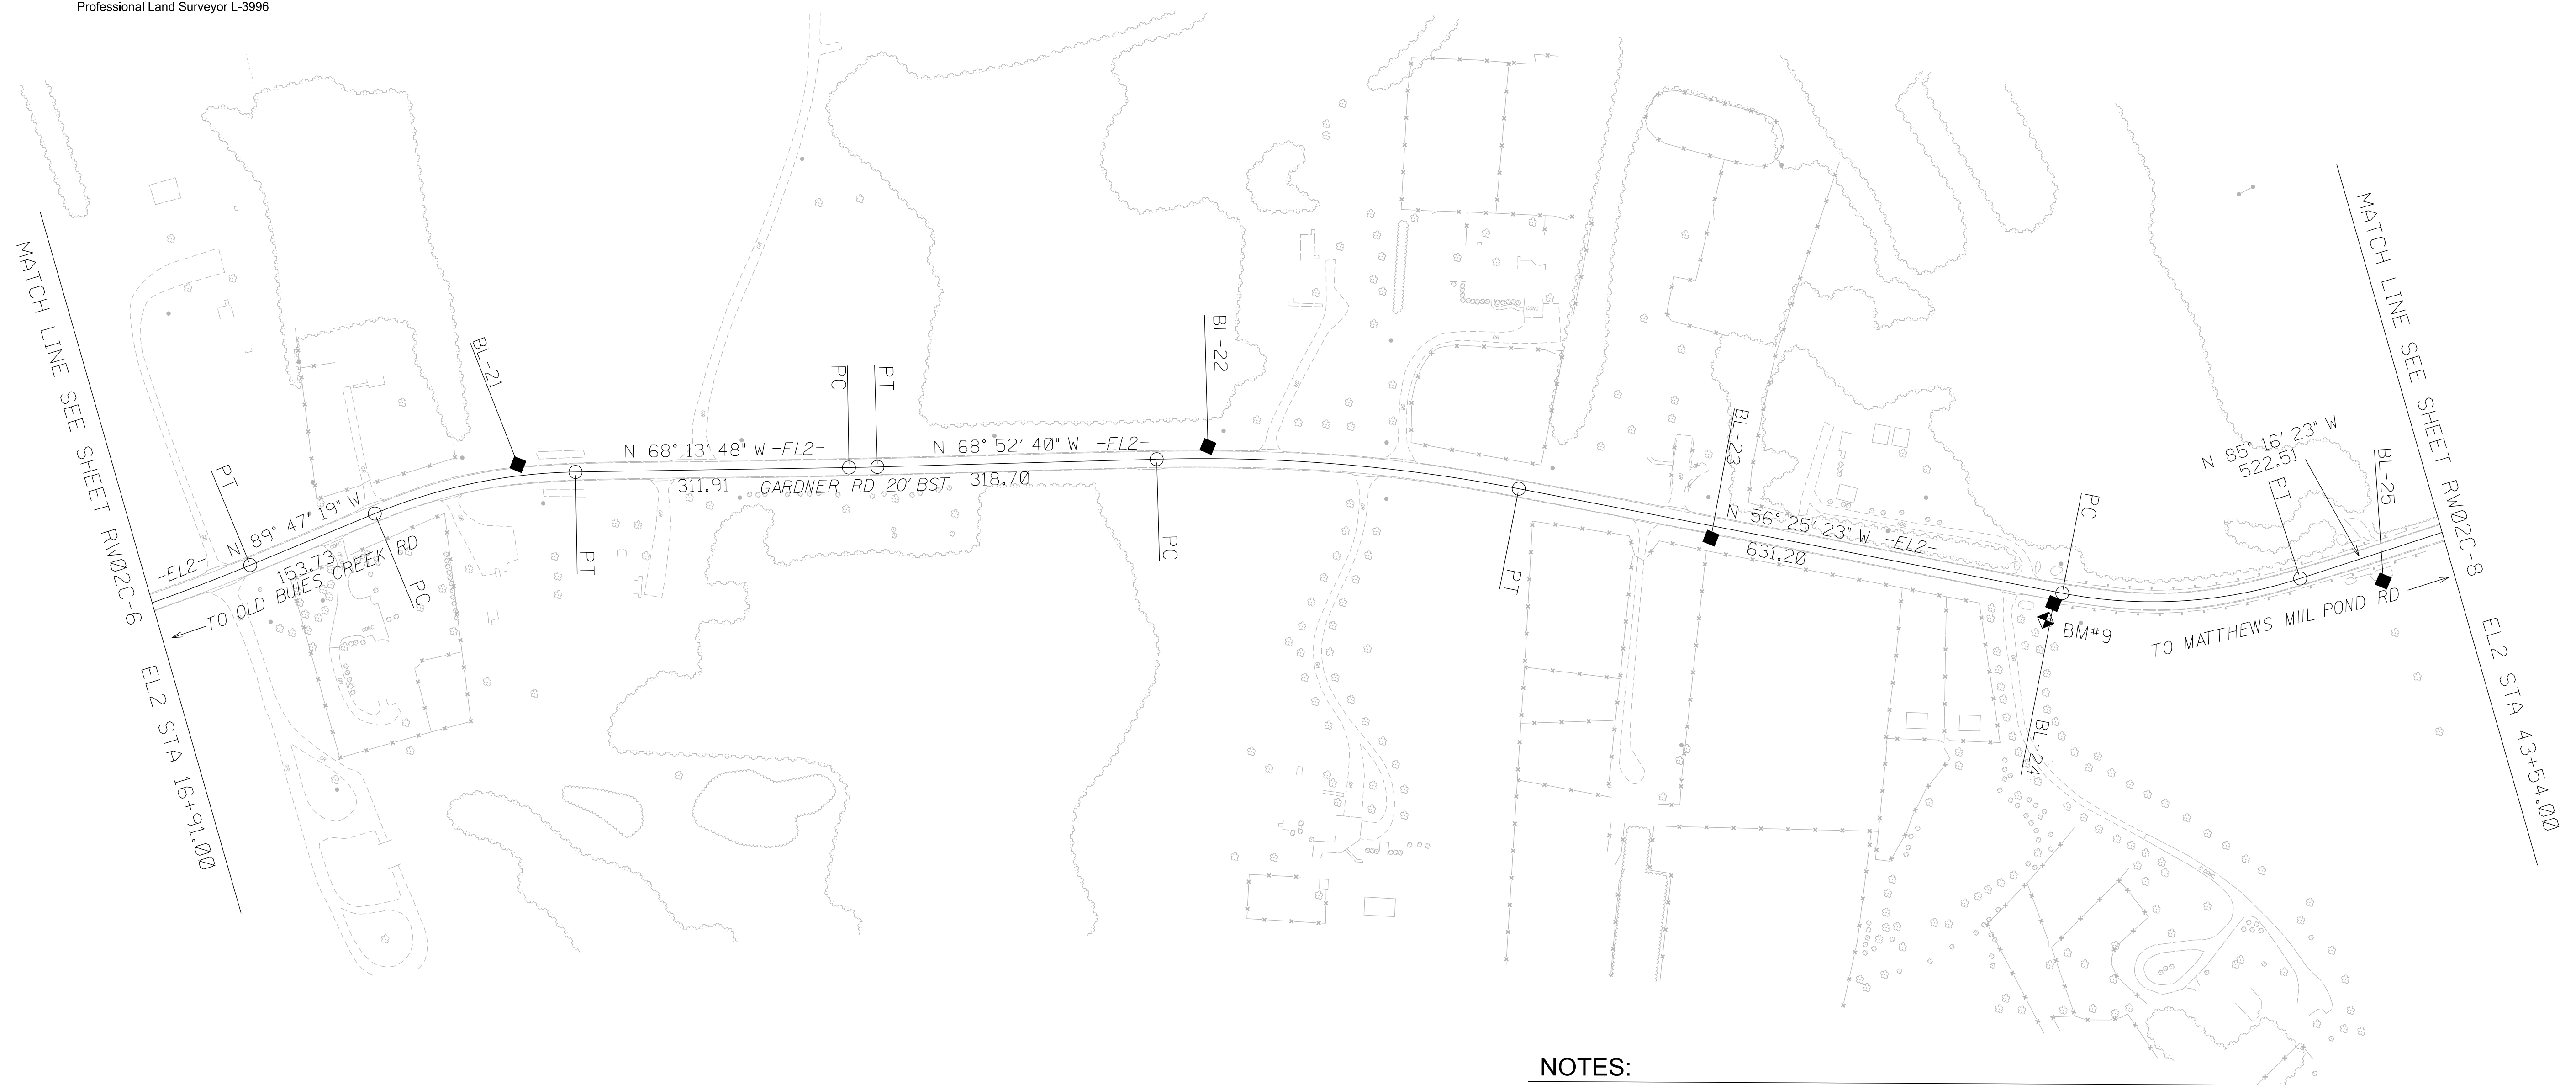 Professional Land Surveyor L-3996
MATCH LINE SEE SHEET RW02C-6
EL2 STA 16+91.00
-EL2-
PT
N 89° 47' 19" W
153.73
TO OLD BUIES CREEK RD
PC
BL-21
PT
N 68° 13' 48" W -EL2-
311.91
GARDNER RD 20' BST
PC
PT
N 68° 52' 40" W -EL2-
318.70
PC
BL-22
PT
BL-23
N 56° 25' 23" W -EL2-
631.20
PC
BM#9
BL-24
N 85° 16' 23" W
522.51
PT
BL-25
TO MATTHEWS MIIL POND RD
MATCH LINE SEE SHEET RW02C-8
EL2 STA 43+54.00
CONC
CONC
CONC
NOTES: